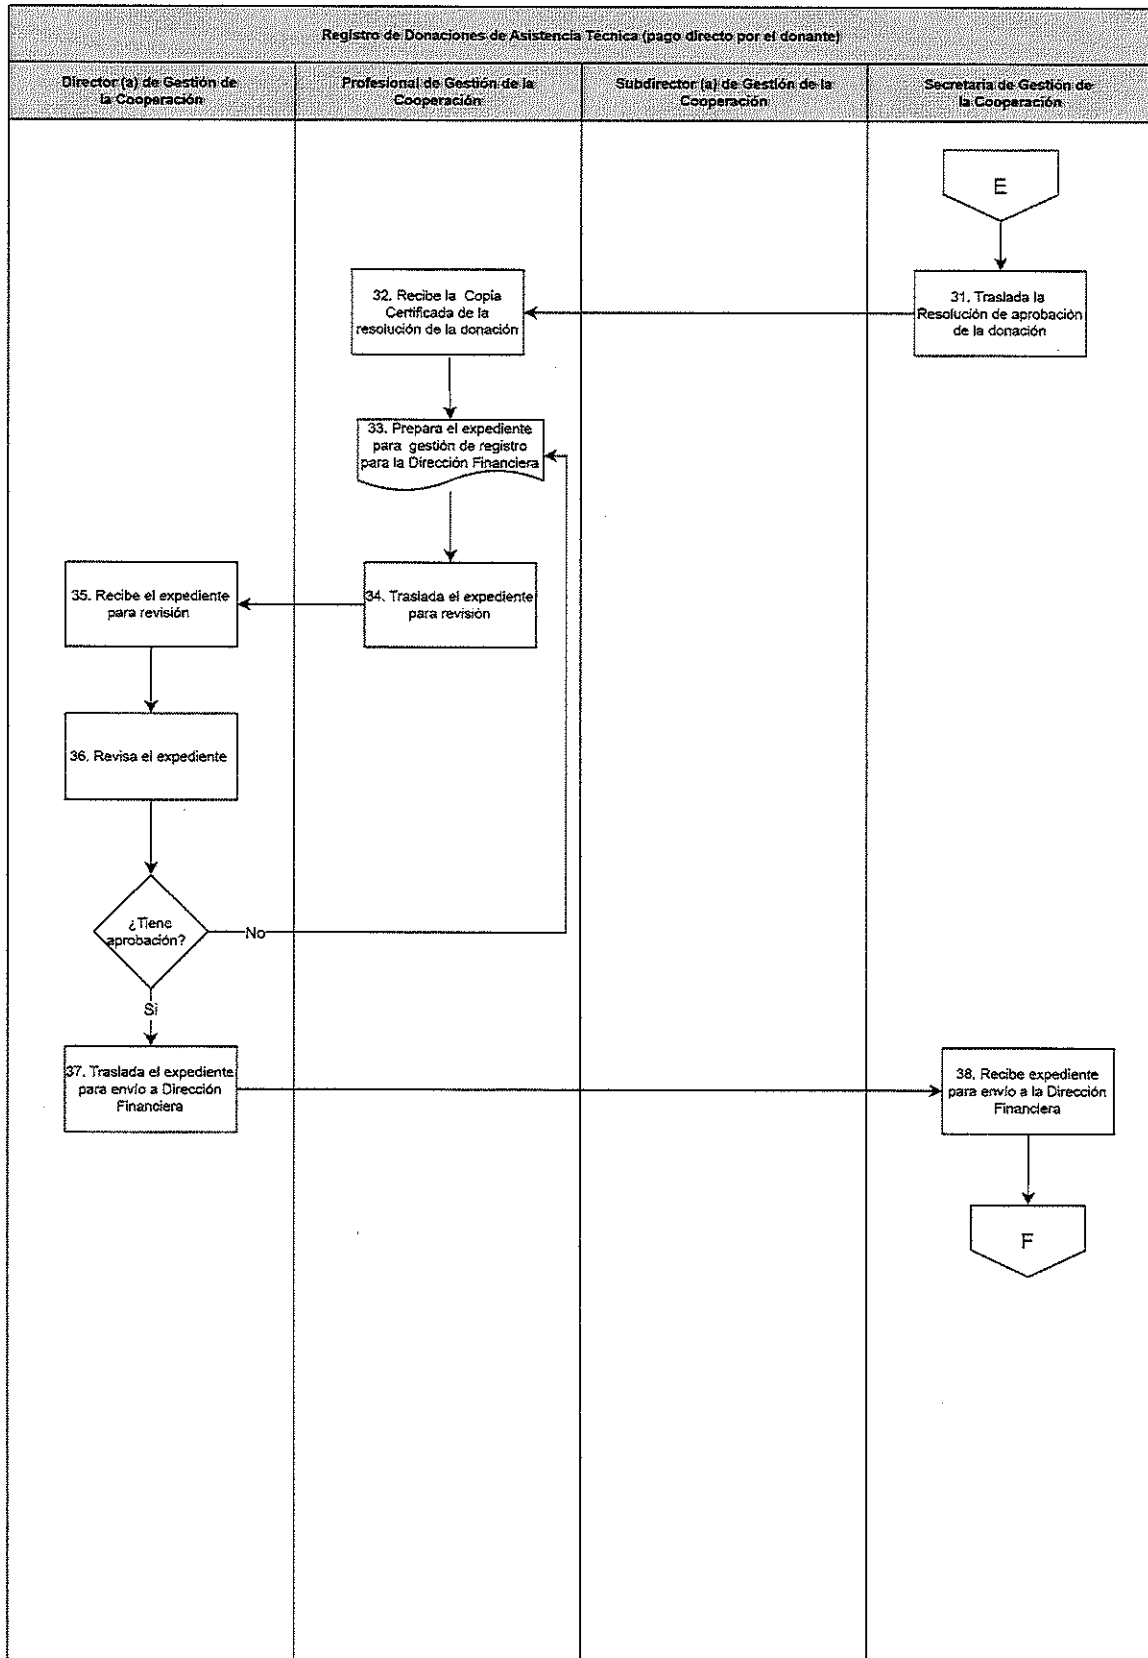 Registro de Donaciones de Asistencia Técnica (pago directo por el donante)
Director (a) de Gestión de
la Cooperación
Profesional de Gestión de la
Cooperación
Subdirector (a) de Gestión de la
Cooperación
Secretaria de Gestión de
la Cooperación
E
31. Traslada la
Resolución de aprobación
de la donación
32. Recibe la Copia
Certificada de la
resolución de la donación
33. Prepara el expediente
para gestión de registro
para la Dirección Financiera
34. Traslada el expediente
para revisión
35. Recibe el expediente
para revisión
36. Revisa el expediente
¿Tiene
aprobación?
No
Si
37. Traslada el expediente
para envío a Dirección
Financiera
38. Recibe expediente
para envío a la Dirección
Financiera
F